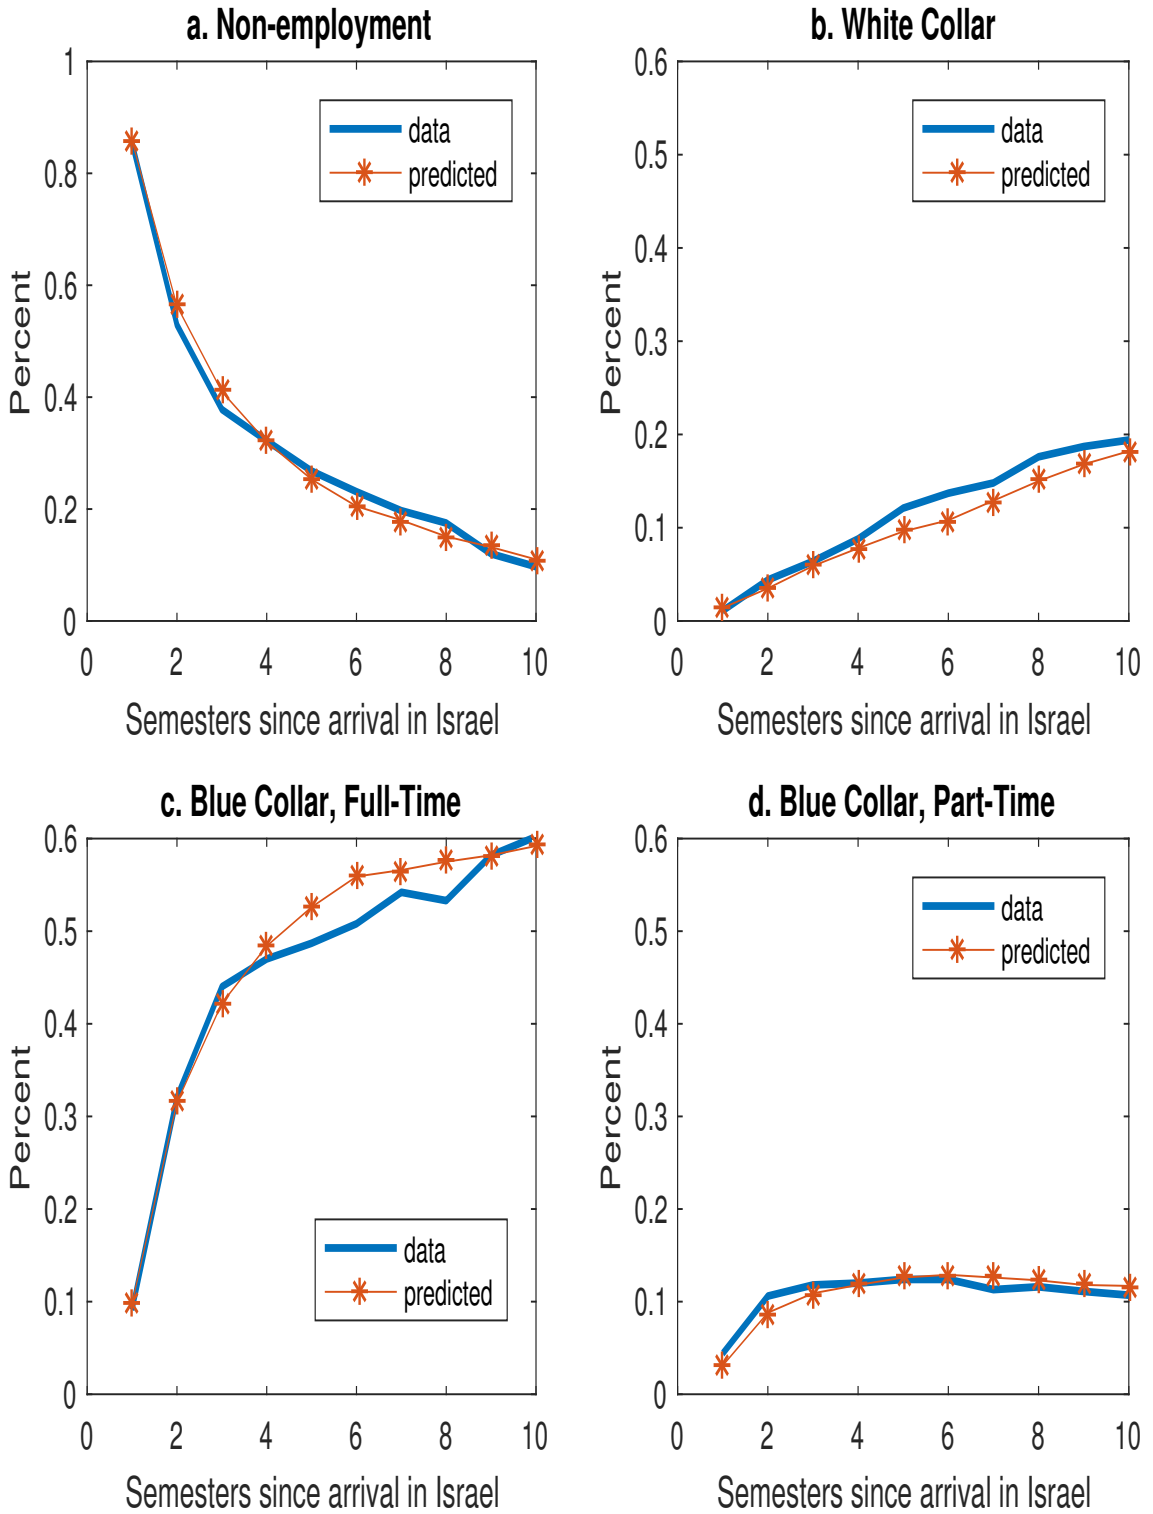 a. Non-employment
1
0.8
0.6
0.4
0.2
0
Percent
data
predicted
0 2 4 6 8 10
Semesters since arrival in Israel
b. White Collar
0.6
0.5
0.4
0.3
0.2
0.1
0
Percent
data
predicted
0 2 4 6 8 10
Semesters since arrival in Israel
c. Blue Collar, Full-Time
0.6
0.5
0.4
0.3
0.2
0.1
0
Percent
data
predicted
0 2 4 6 8 10
Semesters since arrival in Israel
d. Blue Collar, Part-Time
0.6
0.5
0.4
0.3
0.2
0.1
0
Percent
data
predicted
0 2 4 6 8 10
Semesters since arrival in Israel